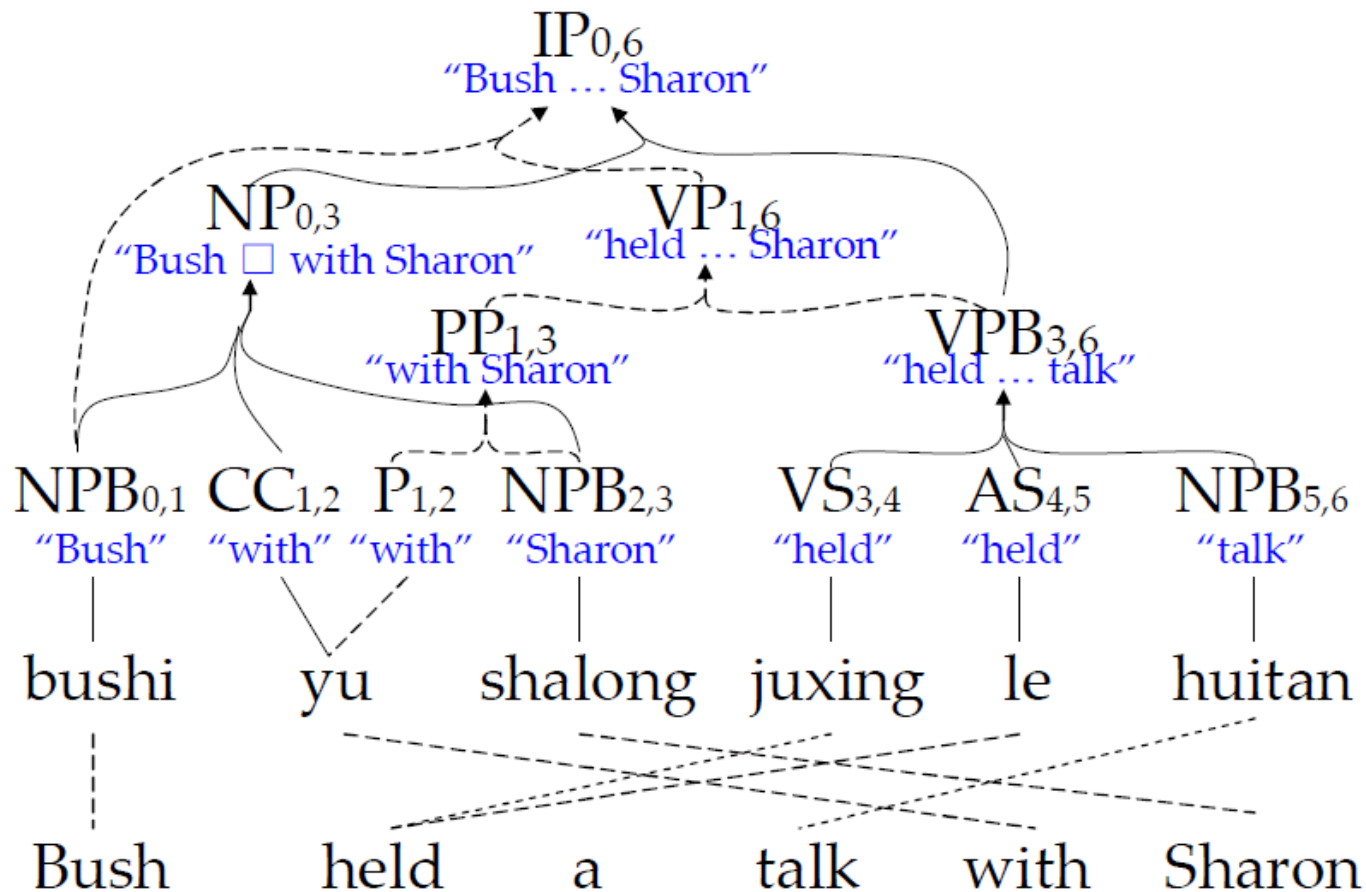 IP0,6
“Bush … Sharon”
NP0,3 VP1,6
“Bush □ with Sharon” “held … Sharon”
PP1,3 VPB3,6
“with Sharon” “held … talk”
NPB0,1 CC1,2 P1,2 NPB2,3 VS3,4 AS4,5 NPB5,6
“Bush” “with” “with” “Sharon” “held” “held” “talk”
bushi yu shalong juxing le huitan
Bush held a talk with Sharon